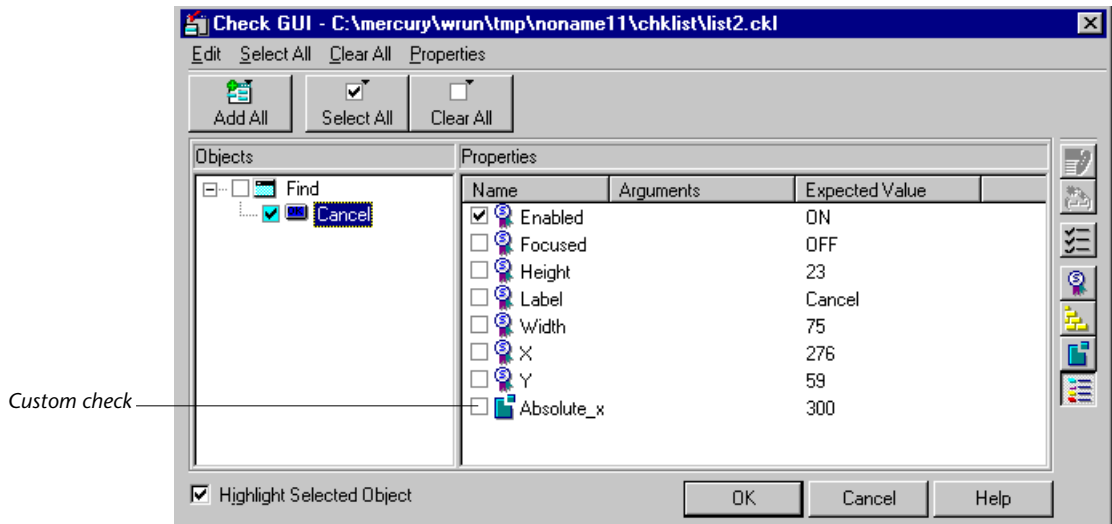 Check GUI - C:\mercury\wrun\tmp\noname11\chklist\list2.ckl
Edit Select All Clear All Properties
Add All Select All Clear All
Objects Properties
Find
Cancel
Name Arguments Expected Value
Enabled ON
Focused OFF
Height 23
Label Cancel
Width 75
X 276
Y 59
Custom check
Absolute_x 300
Highlight Selected Object
OK Cancel Help